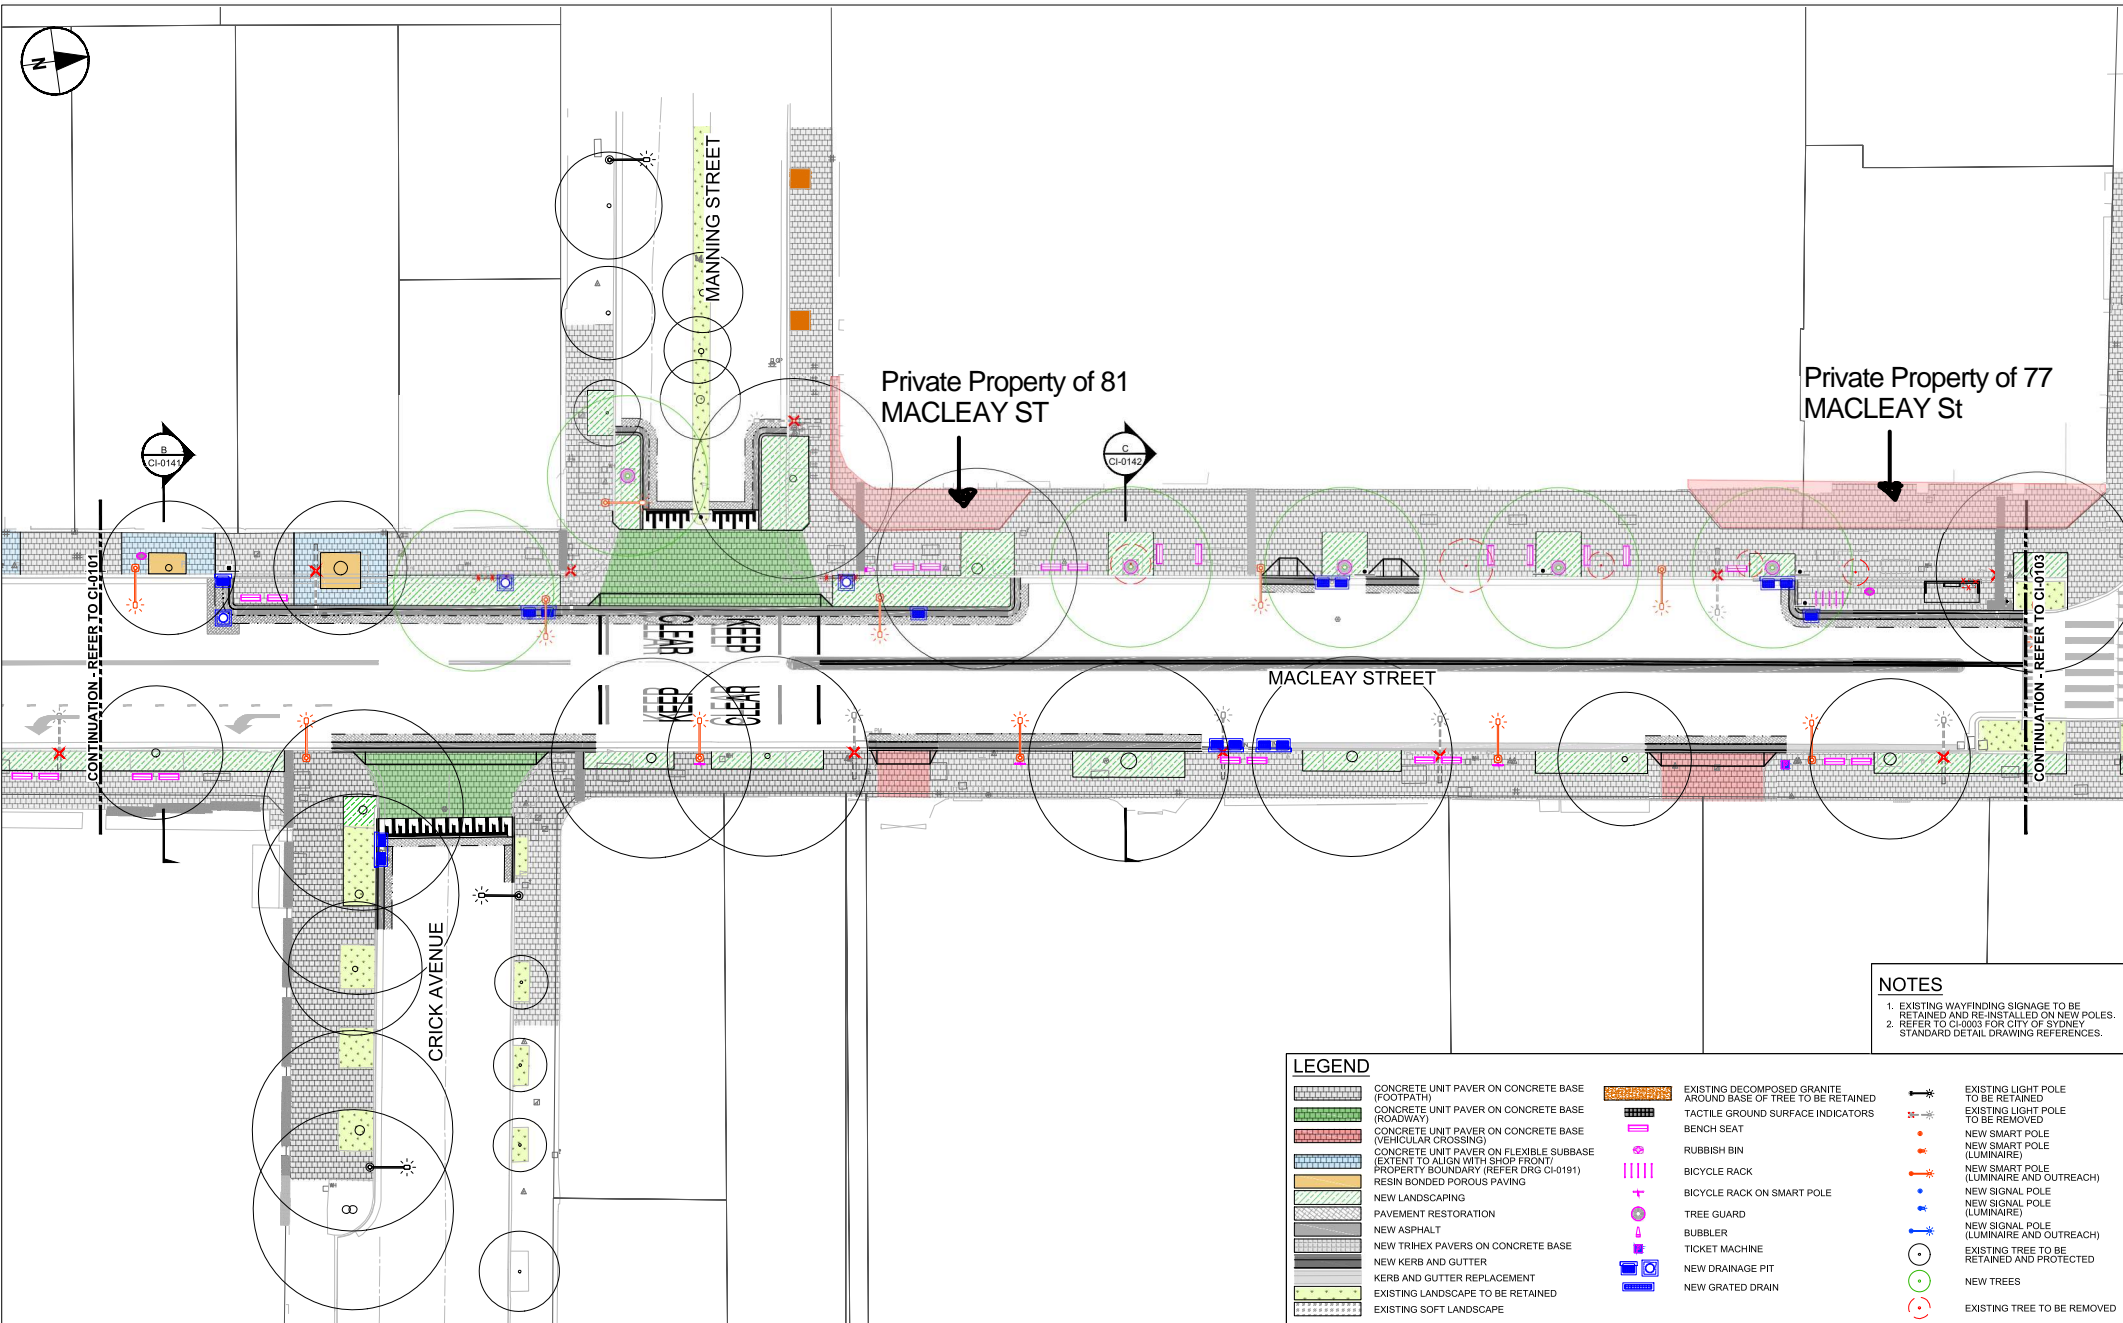 N
MANNING STREET
Private Property of 81
MACLEAY ST
Private Property of 77
MACLEAY St
B
CI-0141
C
CI-0142
CONTINUATION - REFER TO CI-0101
CONTINUATION - REFER TO CI-0103
KEEP
CLEAR
MACLEAY STREET
CRICK AVENUE
NOTES
1. EXISTING WAYFINDING SIGNAGE TO BE
RETAINED AND RE-INSTALLED ON NEW POLES.
2. REFER TO CI-0003 FOR CITY OF SYDNEY
STANDARD DETAIL DRAWING REFERENCES.
LEGEND
CONCRETE UNIT PAVER ON CONCRETE BASE
(FOOTPATH)
CONCRETE UNIT PAVER ON CONCRETE BASE
(ROADWAY)
CONCRETE UNIT PAVER ON CONCRETE BASE
(VEHICULAR CROSSING)
CONCRETE UNIT PAVER ON FLEXIBLE SUBBASE
(EXTENT TO ALIGN WITH SHOP FRONT/
PROPERTY BOUNDARY (REFER DRG CI-0191)
RESIN BONDED POROUS PAVING
NEW LANDSCAPING
PAVEMENT RESTORATION
NEW ASPHALT
NEW TRIHEX PAVERS ON CONCRETE BASE
NEW KERB AND GUTTER
KERB AND GUTTER REPLACEMENT
EXISTING LANDSCAPE TO BE RETAINED
EXISTING SOFT LANDSCAPE
EXISTING DECOMPOSED GRANITE
AROUND BASE OF TREE TO BE RETAINED
TACTILE GROUND SURFACE INDICATORS
BENCH SEAT
RUBBISH BIN
BICYCLE RACK
BICYCLE RACK ON SMART POLE
TREE GUARD
BUBBLER
TICKET MACHINE
NEW DRAINAGE PIT
NEW GRATED DRAIN
EXISTING LIGHT POLE
TO BE RETAINED
EXISTING LIGHT POLE
TO BE REMOVED
NEW SMART POLE
NEW SMART POLE
(LUMINAIRE)
NEW SMART POLE
(LUMINAIRE AND OUTREACH)
NEW SIGNAL POLE
NEW SIGNAL POLE
(LUMINAIRE)
NEW SIGNAL POLE
(LUMINAIRE AND OUTREACH)
EXISTING TREE TO BE
RETAINED AND PROTECTED
NEW TREES
EXISTING TREE TO BE REMOVED